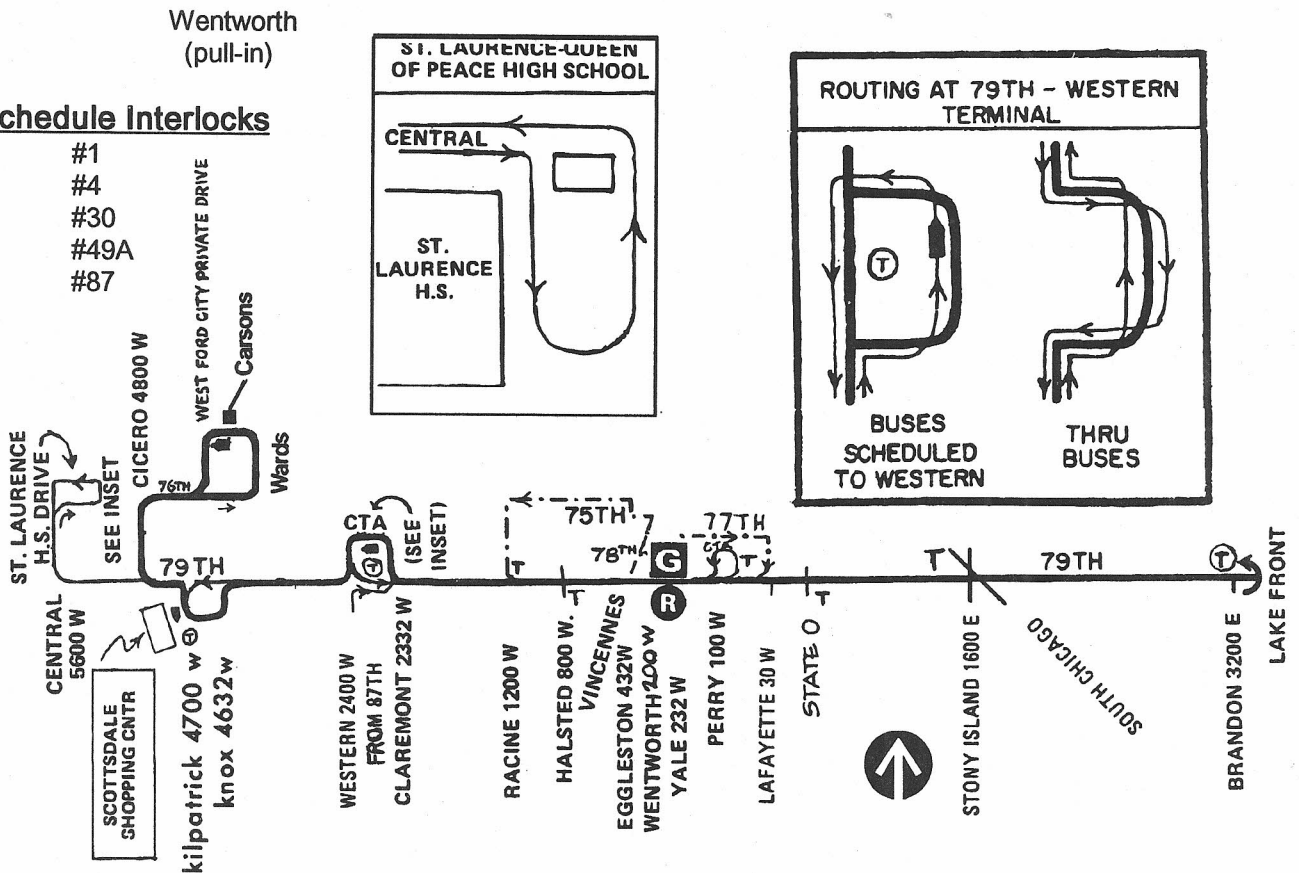 Wentworth
(pull-in)
chedule Interlocks
#1
#4
#30
#49A
#87
ST. LAURENCE-QUEEN
OF PEACE HIGH SCHOOL
CENTRAL
ST.
LAURENCE
H.S.
ROUTING AT 79TH - WESTERN
TERMINAL
T
BUSES
SCHEDULED
TO WESTERN
THRU
BUSES
ST. LAURENCE
H.S. DRIVE
SEE INSET
CICERO 4800 W
WEST FORD CITY PRIVATE DRIVE
Carsons
Wards
76TH
79TH
CTA
(SEE
INSET)
T
75TH
78TH
77TH
CTA
T
T
T
G
R
T
T
79TH
T
LAKE FRONT
CENTRAL
5600 W
SCOTTSDALE
SHOPPING CNTR
T
kilpatrick 4700 w
knox 4632w
WESTERN 2400W
FROM 87TH
CLAREMONT 2332 W
RACINE 1200 W
HALSTED 800 W.
VINCENNES
EGGLESTON 432W
WENTWORTH 200 W
YALE 232 W
PERRY 100 W
LAFAYETTE 30 W
STATE O
STONY ISLAND 1600 E
SOUTH CHICAGO
BRANDON 3200 E